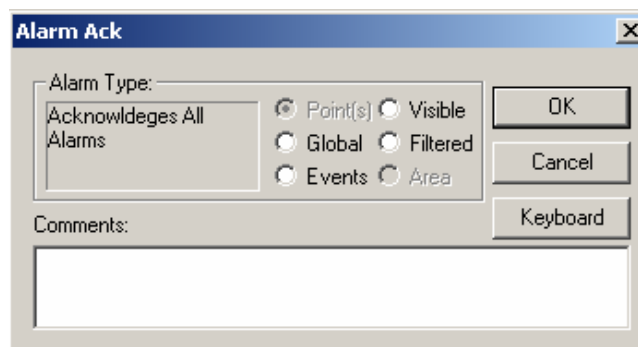 Alarm Ack
Alarm Type:
Acknowldeges All
Alarms
Point(s) Visible
Global Filtered
Events Area
OK
Cancel
Keyboard
Comments: